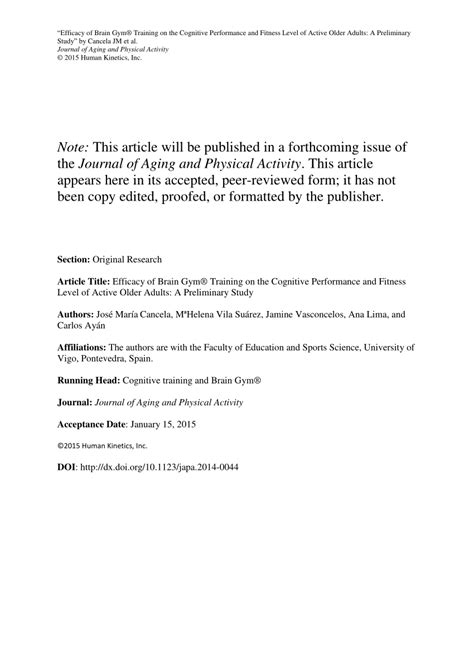 “Efficacy of Brain Gym® Training on the Cognitive Performance and Fitness Level of Active Older Adults: A Preliminary
Study” by Cancela JM et al.
Journal of Aging and Physical Activity
© 2015 Human Kinetics, Inc.
Note: This article will be published in a forthcoming issue of
the Journal of Aging and Physical Activity. This article
appears here in its accepted, peer-reviewed form; it has not
been copy edited, proofed, or formatted by the publisher.
Section: Original Research
Article Title: Efficacy of Brain Gym® Training on the Cognitive Performance and Fitness
Level of Active Older Adults: A Preliminary Study
Authors: José María Cancela, MªHelena Vila Suárez, Jamine Vasconcelos, Ana Lima, and
Carlos Ayán
Affiliations: The authors are with the Faculty of Education and Sports Science, University of
Vigo, Pontevedra, Spain.
Running Head: Cognitive training and Brain Gym®
Journal: Journal of Aging and Physical Activity
Acceptance Date: January 15, 2015
©2015 Human Kinetics, Inc.
DOI: http://dx.doi.org/10.1123/japa.2014-0044